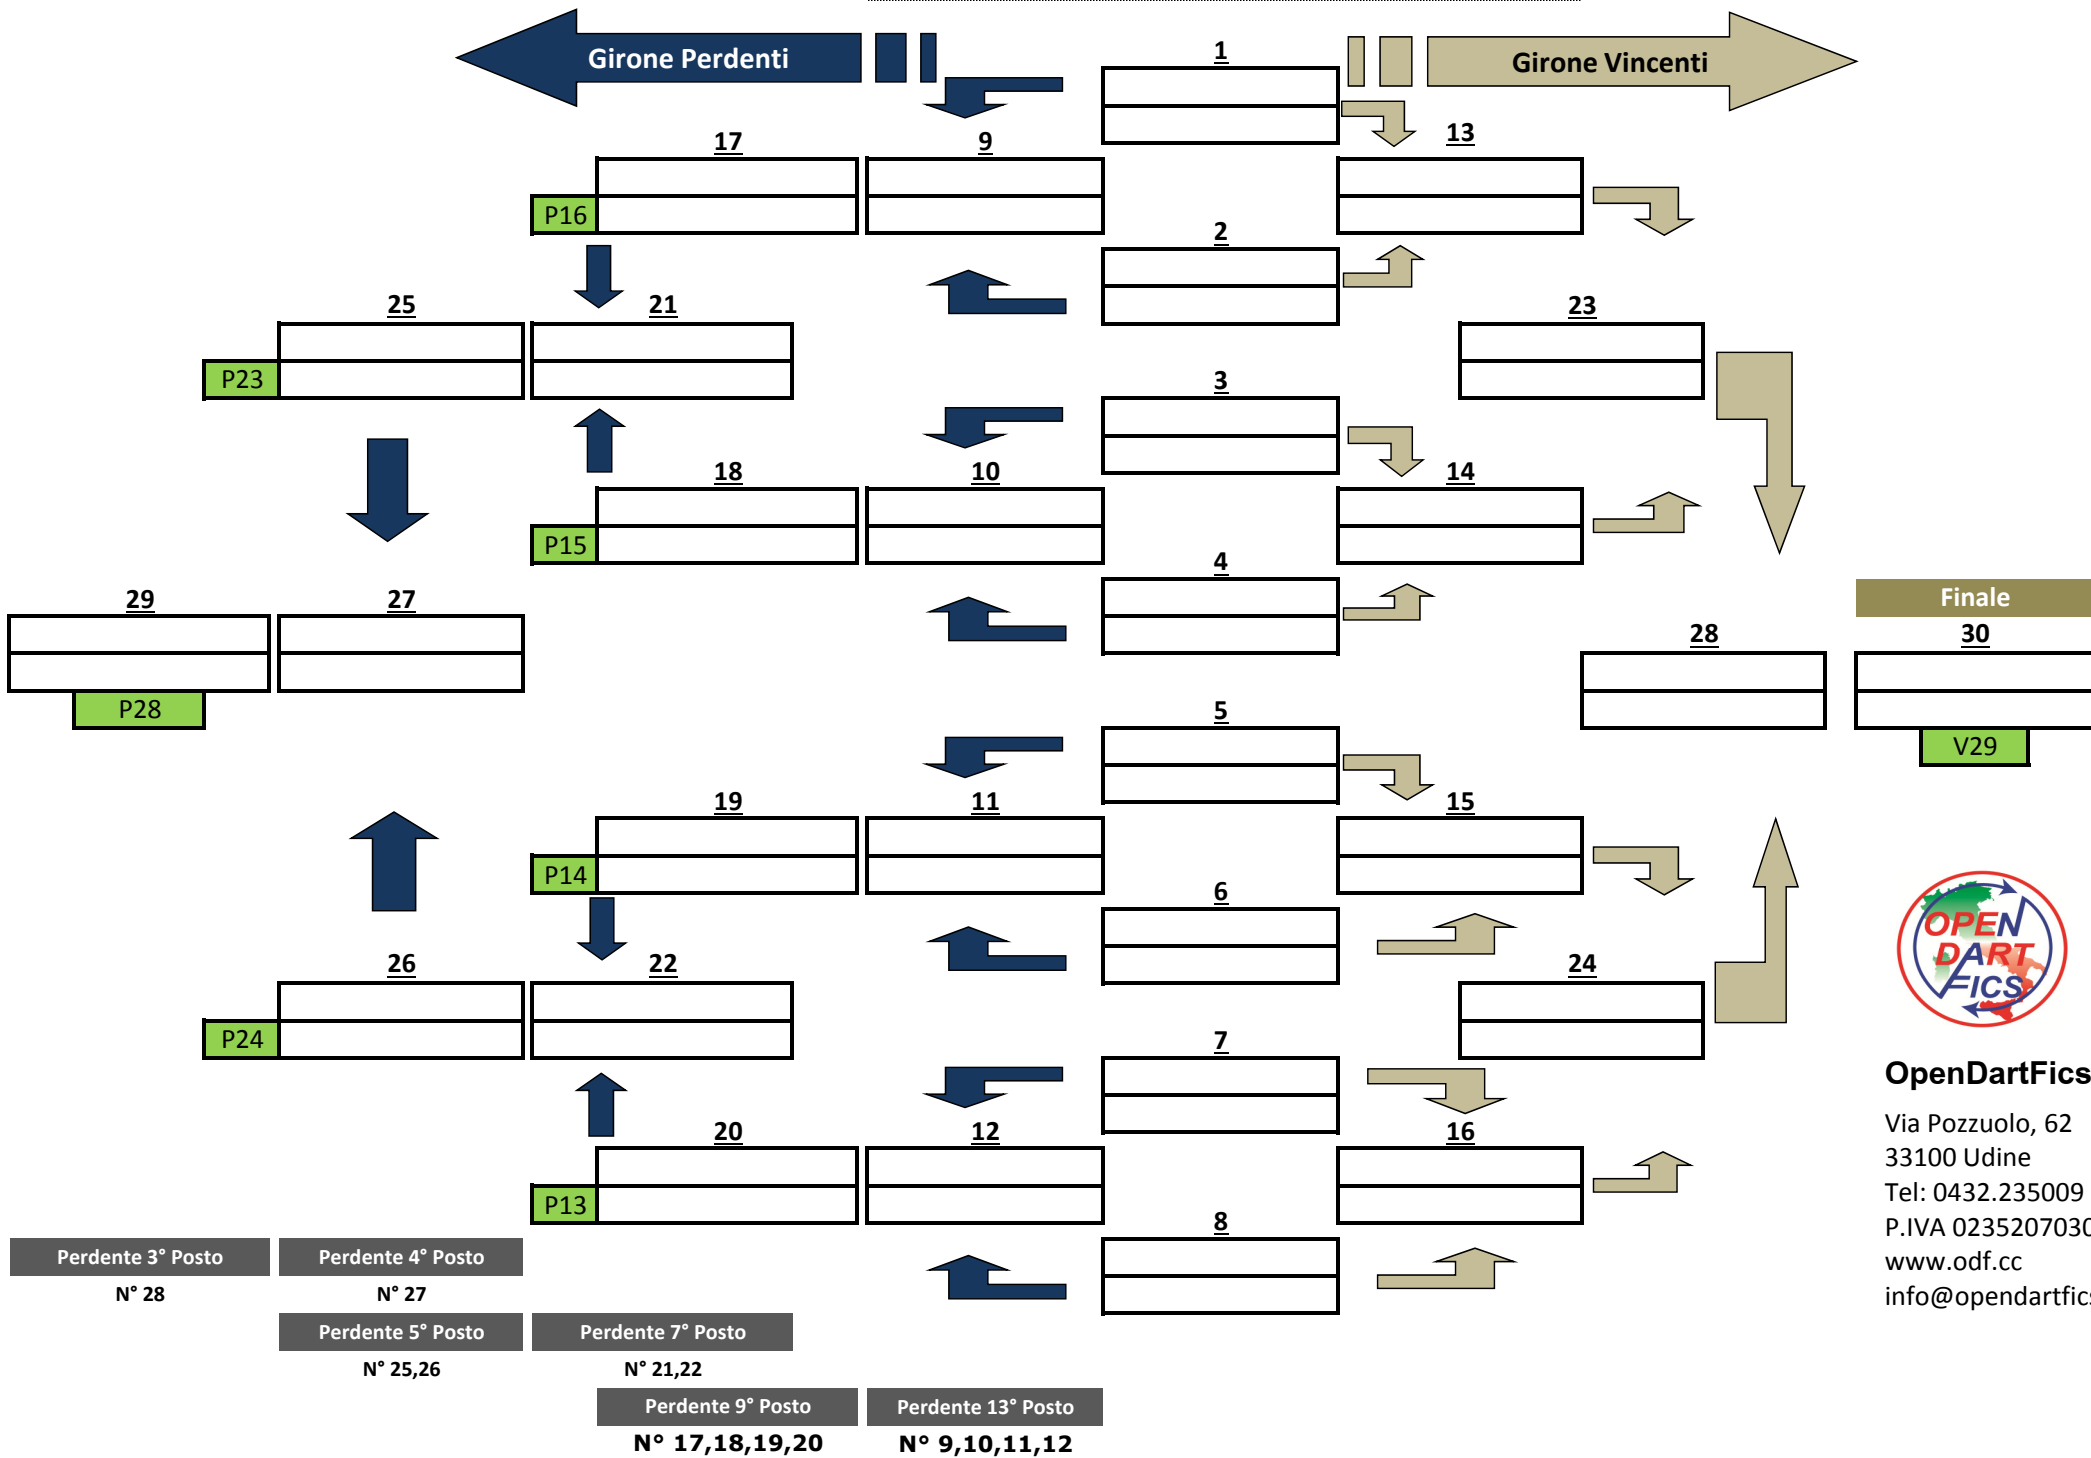 Girone Perdenti
1
Girone Vincenti
17
9
13
P16
2
25
21
23
P23
3
18
10
14
P15
4
29
27
Finale
28
30
P28
5
V29
19
11
15
P14
6
OPEN
DART
FICS
26
22
24
P24
7
OpenDartFics
20
12
16
Via Pozzuolo, 62
33100 Udine
P13
Tel: 0432.235009
8
P.IVA 0235207030
Perdente 3° Posto
Perdente 4° Posto
www.odf.cc
N° 28
N° 27
info@opendartfics
Perdente 5° Posto
Perdente 7° Posto
N° 25,26
N° 21,22
Perdente 9° Posto
Perdente 13° Posto
N° 17,18,19,20
N° 9,10,11,12